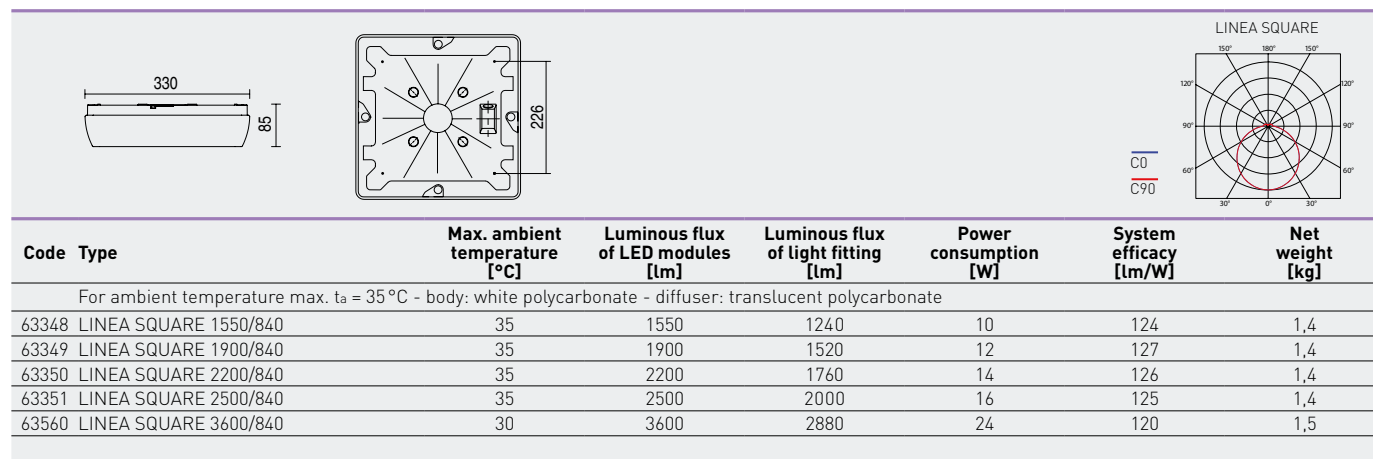 LINEA SQUARE
150° 180° 150°
330
120° 120°
85
226
90° 90°
C0
60° 60°
C90
30° 0° 30°
Code Type Max. ambient temperature [°C] Luminous flux of LED modules [lm] Luminous flux of light fitting [lm] Power consumption [W] System efficacy [lm/W] Net weight [kg]
For ambient temperature max. ta = 35 °C - body: white polycarbonate - diffuser: translucent polycarbonate
63348 LINEA SQUARE 1550/840 35 1550 1240 10 124 1,4
63349 LINEA SQUARE 1900/840 35 1900 1520 12 127 1,4
63350 LINEA SQUARE 2200/840 35 2200 1760 14 126 1,4
63351 LINEA SQUARE 2500/840 35 2500 2000 16 125 1,4
63560 LINEA SQUARE 3600/840 30 3600 2880 24 120 1,5